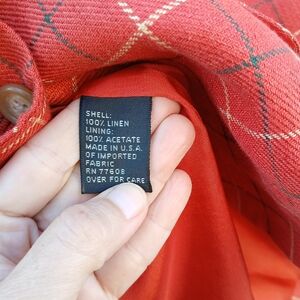 SHELL:
100% LINEN
LINING:
100% ACETATE
MADE IN U.S.A.
OF IMPORTED
FABRIC
RN 77608
OVER FOR CARE